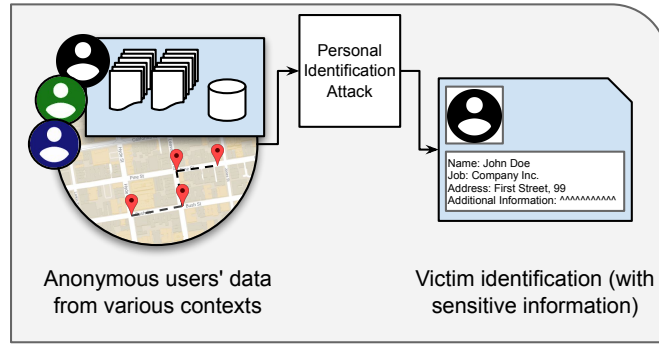 Personal
Identification
Attack
Name: John Doe
Job: Company Inc.
Address: First Street, 99
Additional Information: ^^^^^^^^^^^
Anonymous users' data
from various contexts
Victim identification (with
sensitive information)